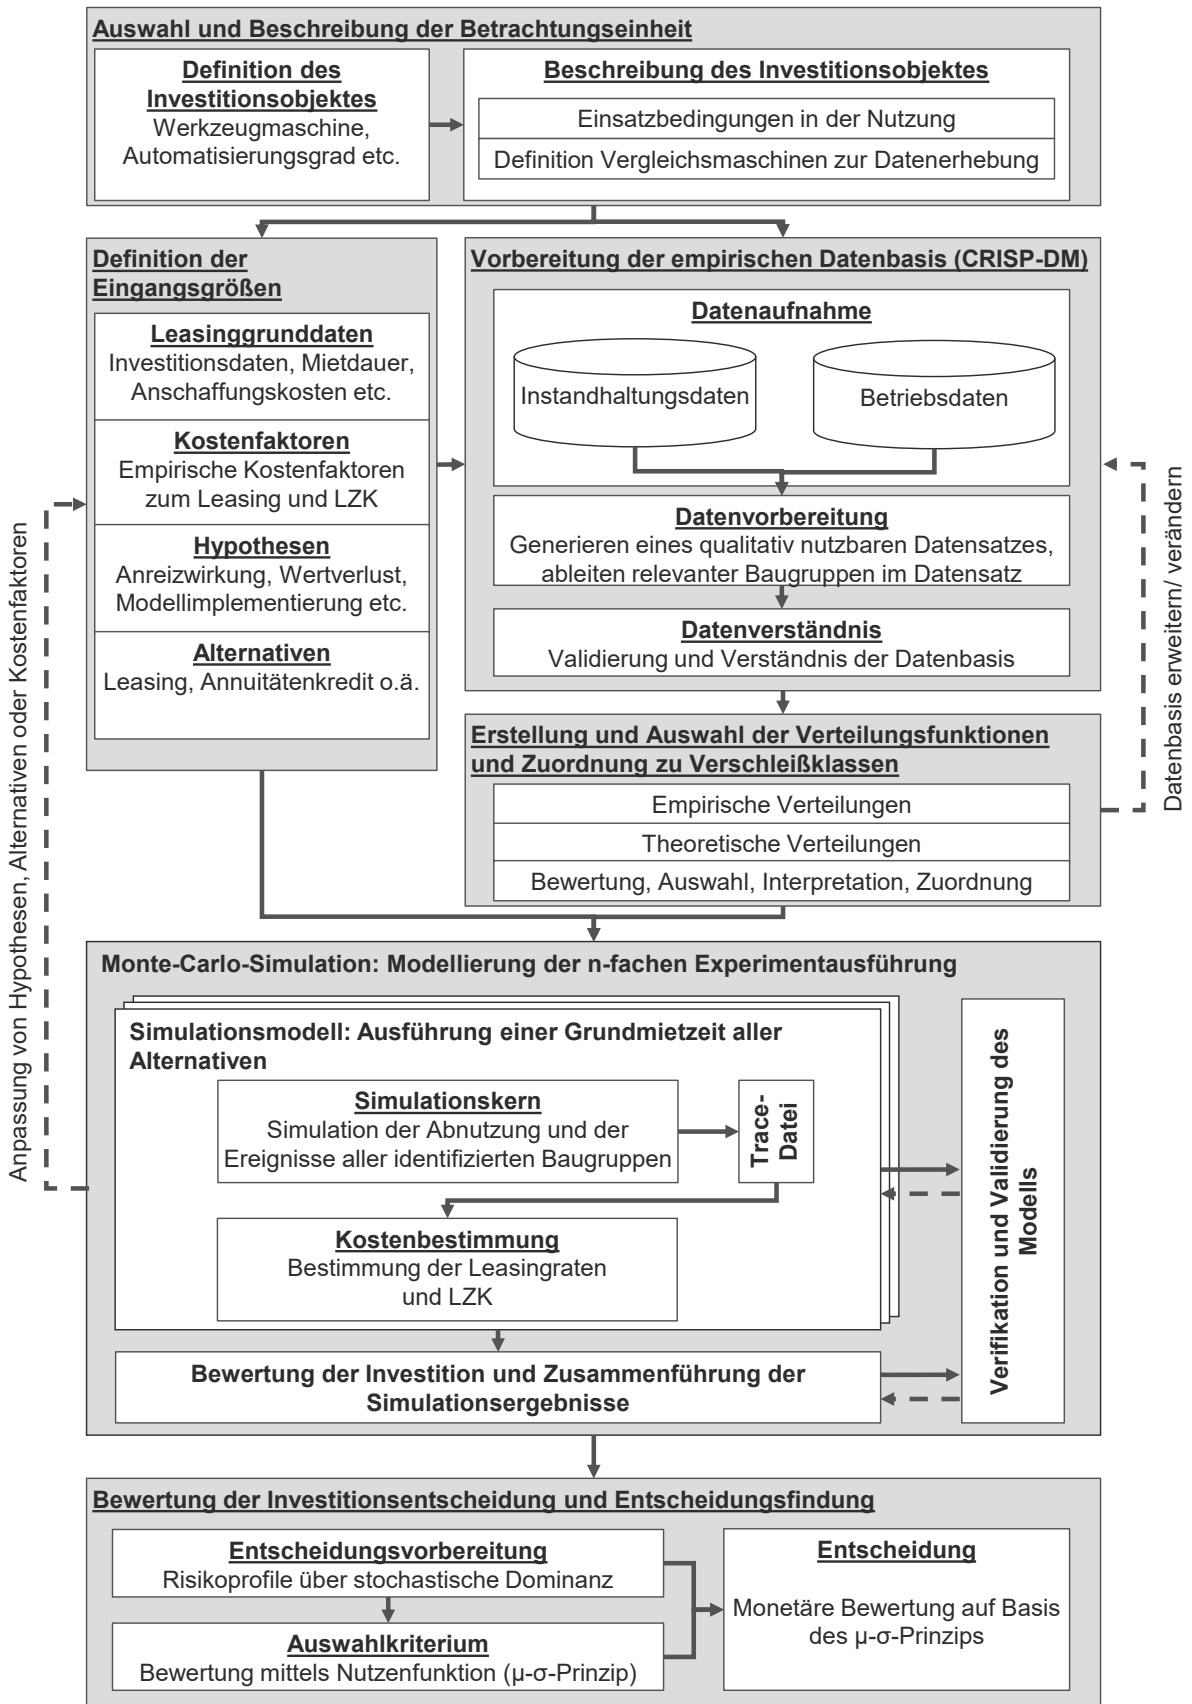 Auswahl und Beschreibung der Betrachtungseinheit
Definition des
Investitionsobjektes
Werkzeugmaschine,
Automatisierungsgrad etc.
Beschreibung des Investitionsobjektes
Einsatzbedingungen in der Nutzung
Definition Vergleichsmaschinen zur Datenerhebung
Definition der
Eingangsgrößen
Leasinggrunddaten
Investitionsdaten, Mietdauer,
Anschaffungskosten etc.
Kostenfaktoren
Empirische Kostenfaktoren
zum Leasing und LZK
Hypothesen
Anreizwirkung, Wertverlust,
Modellimplementierung etc.
Alternativen
Leasing, Annuitätenkredit o.ä.
Vorbereitung der empirischen Datenbasis (CRISP-DM)
Datenaufnahme
Instandhaltungsdaten
Betriebsdaten
Datenvorbereitung
Generieren eines qualitativ nutzbaren Datensatzes,
ableiten relevanter Baugruppen im Datensatz
Datenverständnis
Validierung und Verständnis der Datenbasis
Erstellung und Auswahl der Verteilungsfunktionen
und Zuordnung zu Verschleißklassen
Empirische Verteilungen
Theoretische Verteilungen
Bewertung, Auswahl, Interpretation, Zuordnung
Datenbasis erweitern/ verändern
Anpassung von Hypothesen, Alternativen oder Kostenfaktoren
Monte-Carlo-Simulation: Modellierung der n-fachen Experimentausführung
Simulationsmodell: Ausführung einer Grundmietzeit aller
Alternativen
Simulationskern
Simulation der Abnutzung und der
Ereignisse aller identifizierten Baugruppen
Trace-
Datei
Kostenbestimmung
Bestimmung der Leasingraten
und LZK
Bewertung der Investition und Zusammenführung der
Simulationsergebnisse
Verifikation und Validierung des
Modells
Bewertung der Investitionsentscheidung und Entscheidungsfindung
Entscheidungsvorbereitung
Risikoprofile über stochastische Dominanz
Auswahlkriterium
Bewertung mittels Nutzenfunktion (μ-σ-Prinzip)
Entscheidung
Monetäre Bewertung auf Basis
des μ-σ-Prinzips